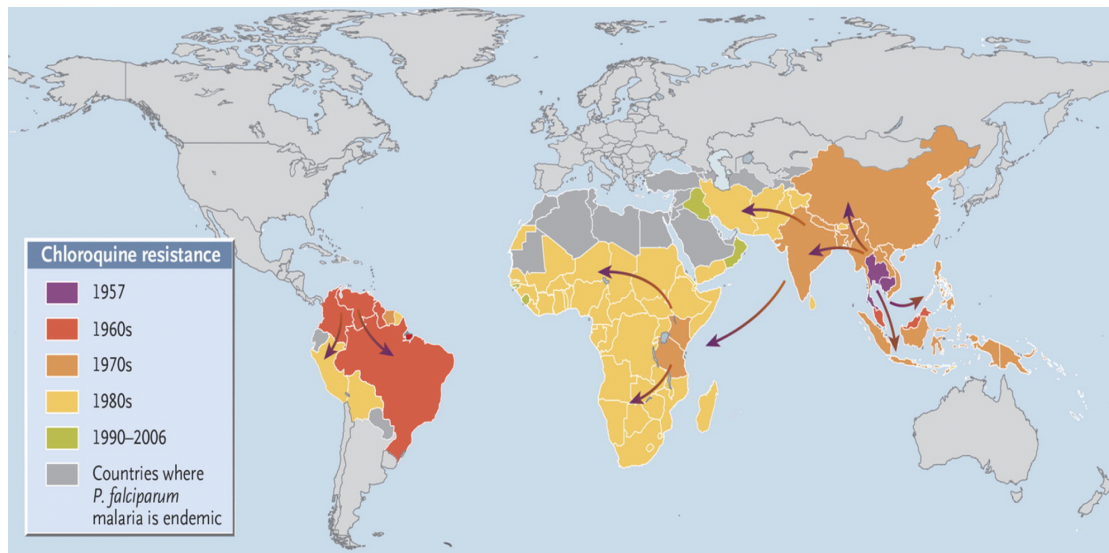 Chloroquine resistance
1957
1960s
1970s
1980s
1990–2006
Countries where
P. falciparum
malaria is endemic